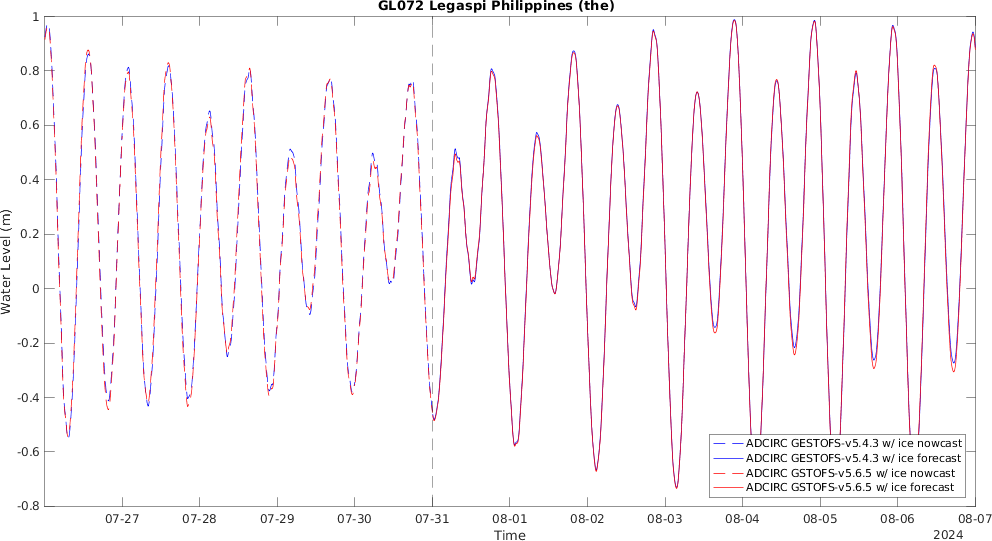 GL072 Legaspi Philippines (the)
1
0.8
0.6
0.4
0.2
0
-0.2
-0.4
-0.6
-0.8
Water Level (m)
ADCIRC GESTOFS-v5.4.3 w/ ice nowcast
ADCIRC GESTOFS-v5.4.3 w/ ice forecast
ADCIRC GSTOFS-v5.6.5 w/ ice nowcast
ADCIRC GSTOFS-v5.6.5 w/ ice forecast
07-27 07-28 07-29 07-30 07-31 08-01 08-02 08-03 08-04 08-05 08-06 08-07
Time
2024